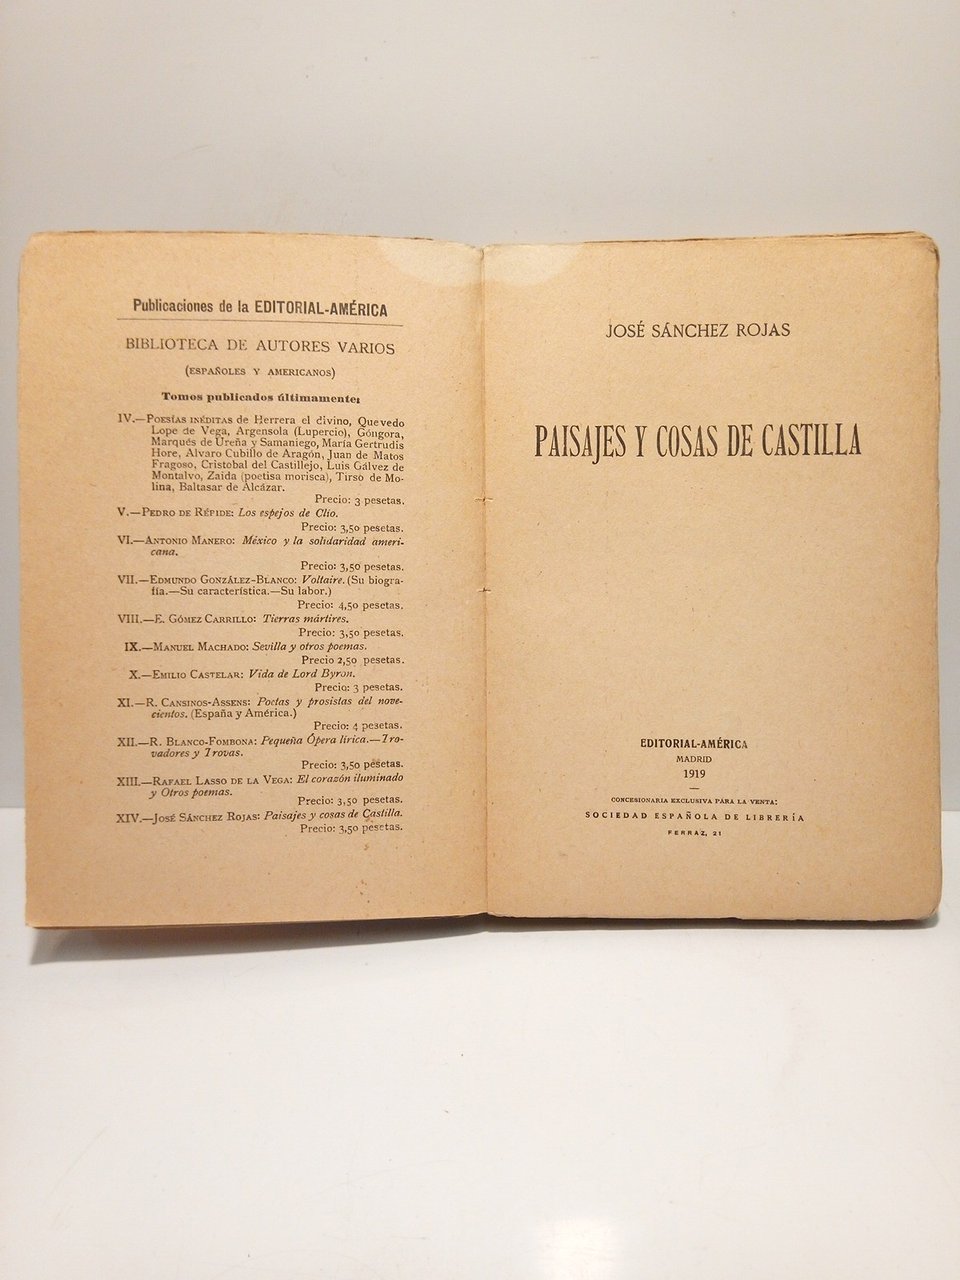 Publicaciones de la EDITORIAL-AMÉRICA
BIBLIOTECA DE AUTORES VARIOS
(ESPAÑOLES Y AMERICANOS)
Tomos publicados últimamente:
IV.—POESÍAS INÉDITAS de Herrera el divino, Quevedo
Lope de Vega, Argensola (Lupercio), Góngora,
Marqués de Ureña y Samaniego, María Gertrudis
Hore, Alvaro Cubillo de Aragón, Juan de Matos
Fragoso, Cristobal del Castillejo, Luis Gálvez de
Montalvo, Zaida (poetisa morisca), Tirso de Mo-
lina, Baltasar de Alcázar.
Precio: 3 pesetas.
V.—PEDRO DE RÉPIDE: Los espejos de Clío.
Precio: 3,50 pesetas.
VI.—ANTONIO MANERO: México y la solidaridad ameri-
cana.
Precio: 3,50 pesetas.
VII.—EDMUNDO GONZÁLEZ-BLANCO: Voltaire. (Su biogra-
fía.—Su característica.—Su labor.)
Precio: 4,50 pesetas.
VIII.—E. GÓMEZ CARRILLO: Tierras mártires.
Precio: 3,50 pesetas.
IX.—MANUEL MACHADO: Sevilla y otros poemas.
Precio 2,50 pesetas.
X.—EMILIO CASTELAR: Vida de Lord Byron.
Precio: 3 pesetas.
XI.—R. CANSINOS-ASSENS: Poetas y prosistas del nove-
cientos. (España y América.)
Precio: 4 pesetas.
XII.—R. BLANCO-FOMBONA: Pequeña Ópera lírica.—Tro-
vadores y Trovas.
Precio: 3,50 pesetas.
XIII.—RAFAEL LASSO DE LA VEGA: El corazón iluminado
y Otros poemas.
Precio: 3,50 pesetas.
XIV.—JOSÉ SÁNCHEZ ROJAS: Paisajes y cosas de Castilla.
Precio: 3,50 pesetas.
JOSÉ SÁNCHEZ ROJAS
PAISAJES Y COSAS DE CASTILLA
EDITORIAL-AMÉRICA
MADRID
1919
CONCESIONARIA EXCLUSIVA PARA LA VENTA:
SOCIEDAD ESPAÑOLA DE LIBRERÍA
FERRAZ, 21